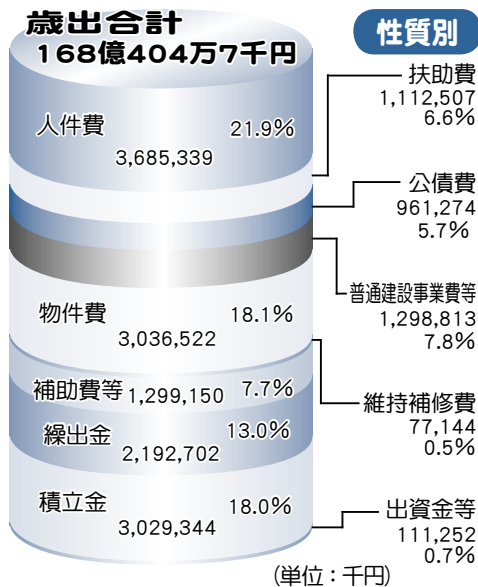 歳出合計
168億404万7千円
性質別
人件費 21.9%
3,685,339
扶助費
1,112,507
6.6%
公債費
961,274
5.7%
普通建設事業費等
1,298,813
7.8%
物件費 18.1%
3,036,522
維持補修費
77,144
0.5%
補助費等 1,299,150 7.7%
繰出金 13.0%
2,192,702
積立金 18.0%
3,029,344
出資金等
111,252
0.7%
(単位：千円)